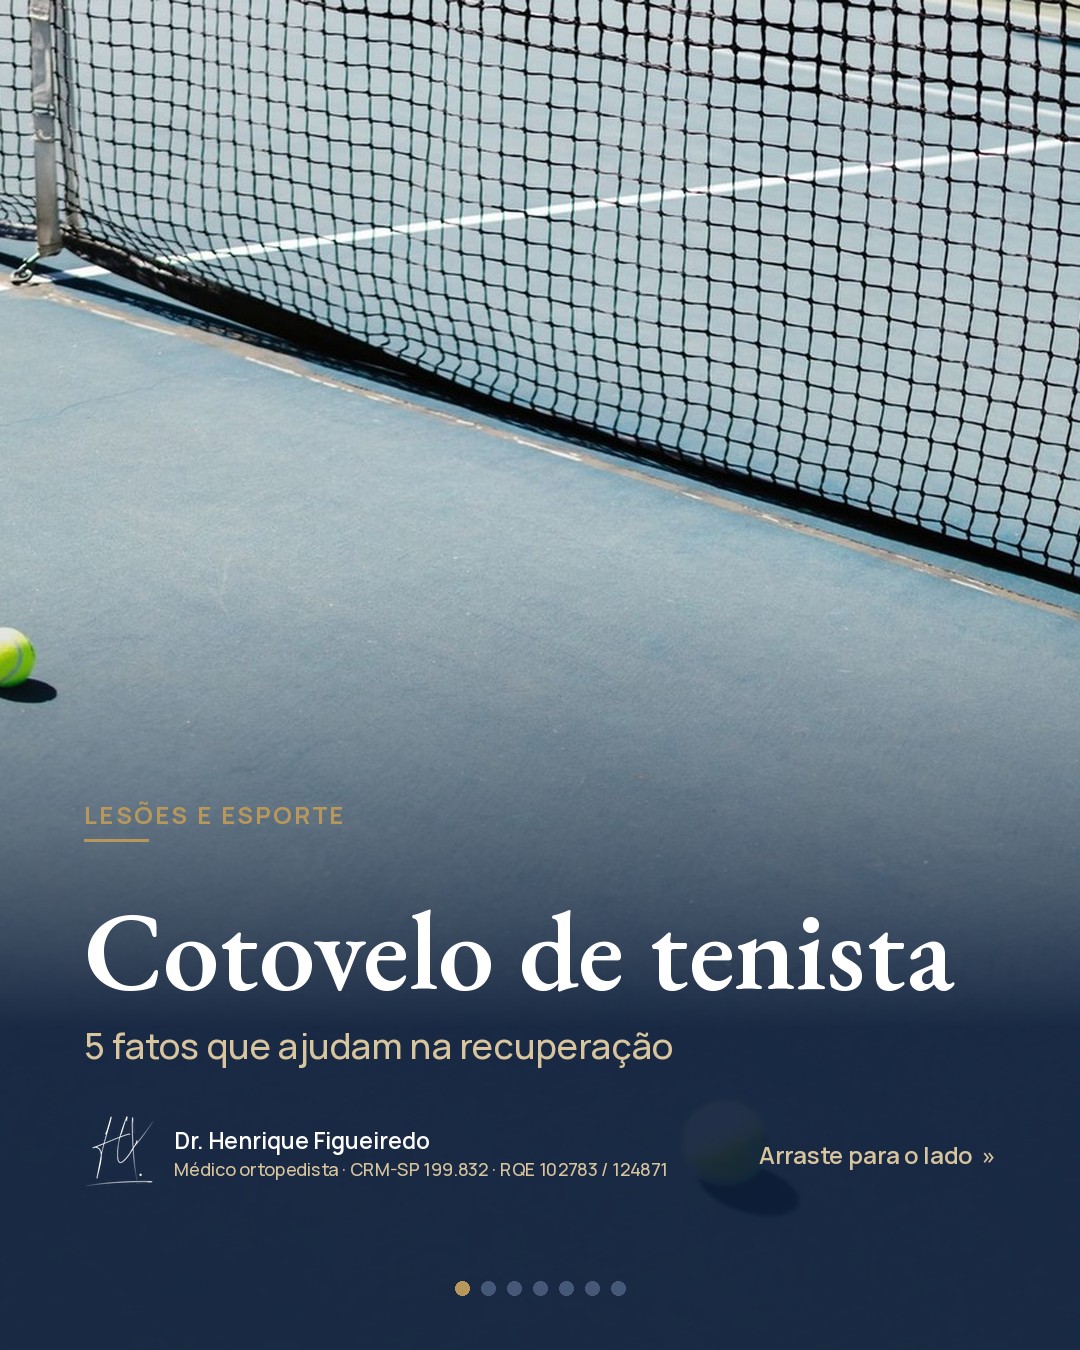 LESÕES E ESPORTE
Cotovelo de tenista
5 fatos que ajudam na recuperação
Dr. Henrique Figueiredo
Médico ortopedista · CRM-SP 199.832 · RQE 102783 / 124871
Arraste para o lado »